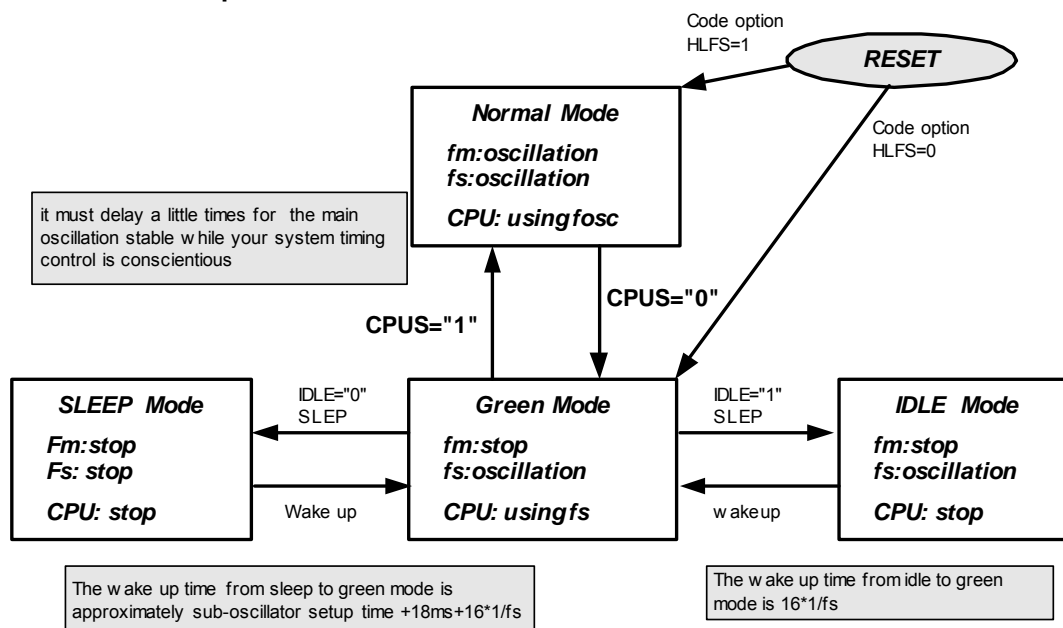 Code option
HLFS=1
RESET
Normal Mode
fm:oscillation
fs:oscillation
CPU: using fosc
Code option
HLFS=0
it must delay a little times for the main
oscillation stable while your system timing
control is conscientious
CPUS="1"
CPUS="0"
SLEEP Mode
Fm:stop
Fs: stop
CPU: stop
IDLE="0"
SLEP
Wake up
Green Mode
fm:stop
fs:oscillation
CPU: using fs
IDLE="1"
SLEP
wakeup
IDLE Mode
fm:stop
fs:oscillation
CPU: stop
The wake up time from sleep to green mode is
approximately sub-oscillator setup time +18ms+16*1/fs
The wake up time from idle to green
mode is 16*1/fs